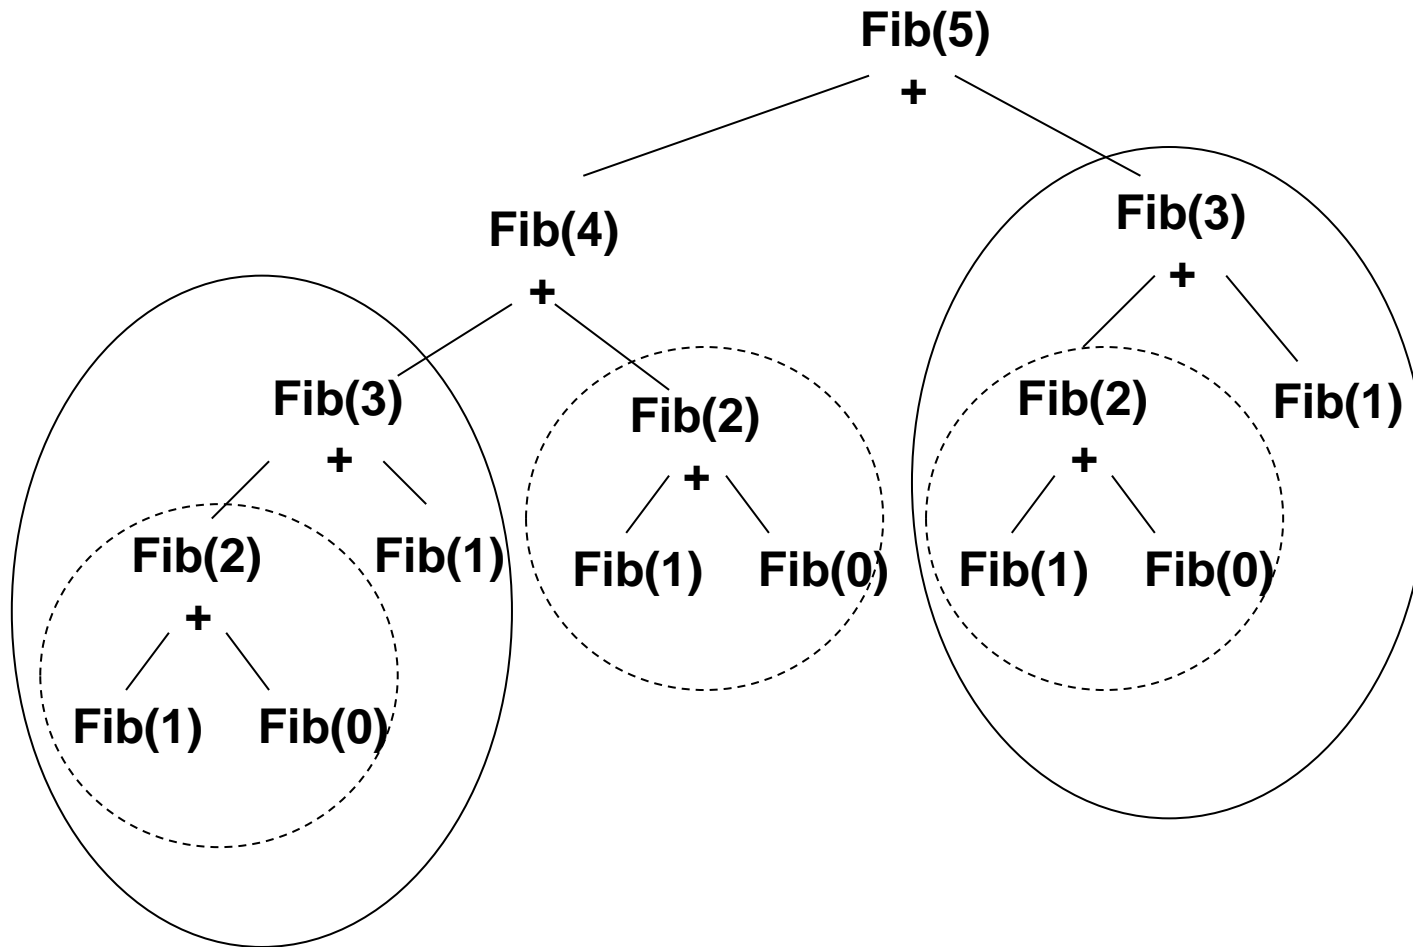 Fib(5)
+
Fib(4)
+
Fib(3)
+
Fib(3)
+
Fib(2)
+
Fib(2)
+
Fib(1)
Fib(2)
+
Fib(1)
Fib(1)
Fib(0)
Fib(1)
Fib(0)
Fib(1)
Fib(0)